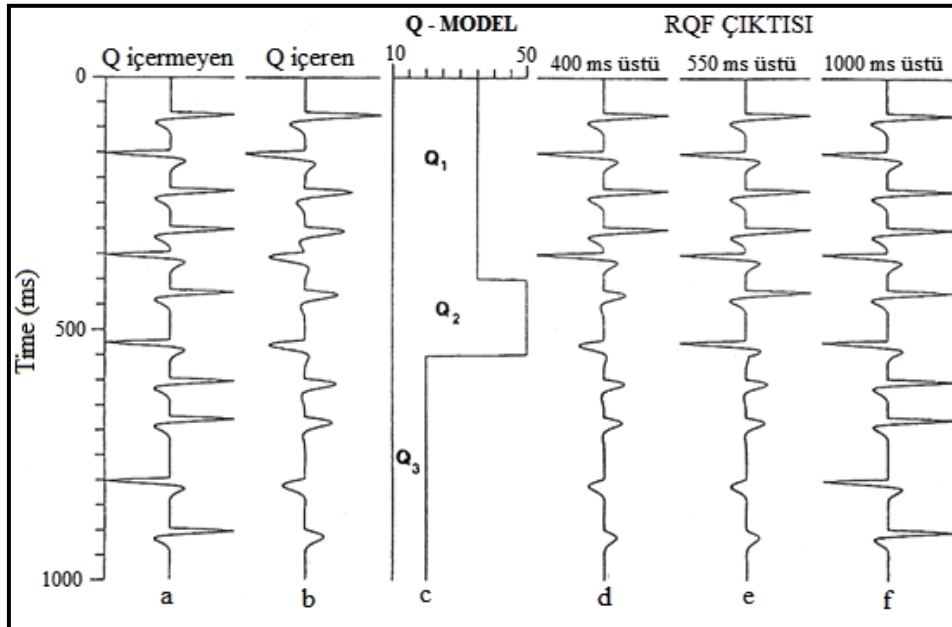 Q - MODEL
RQF ÇIKTISI
Q içermeyen
Q içeren
10
50
400 ms üstü
550 ms üstü
1000 ms üstü
0
Q₁
Time (ms)
500
Q₂
Q₃
1000
a
b
c
d
e
f